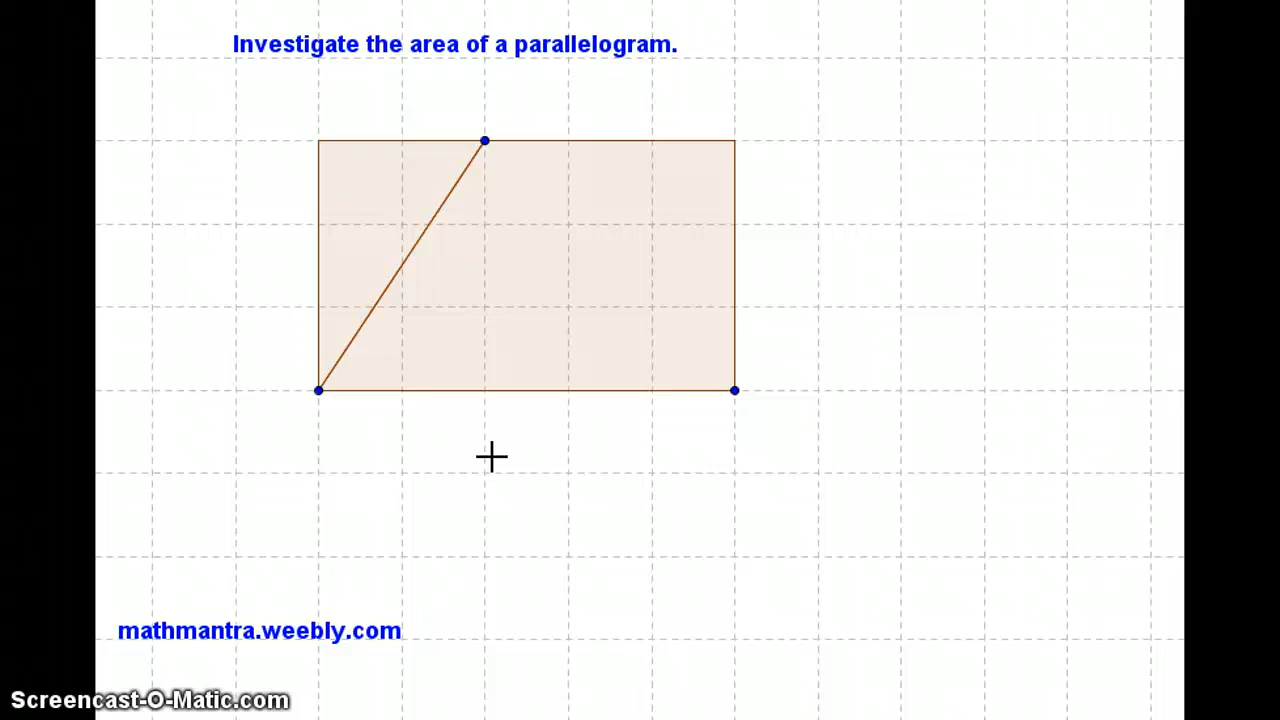 Investigate the area of a parallelogram.
mathmantra.weebly.com
Screencast-O-Matic.com